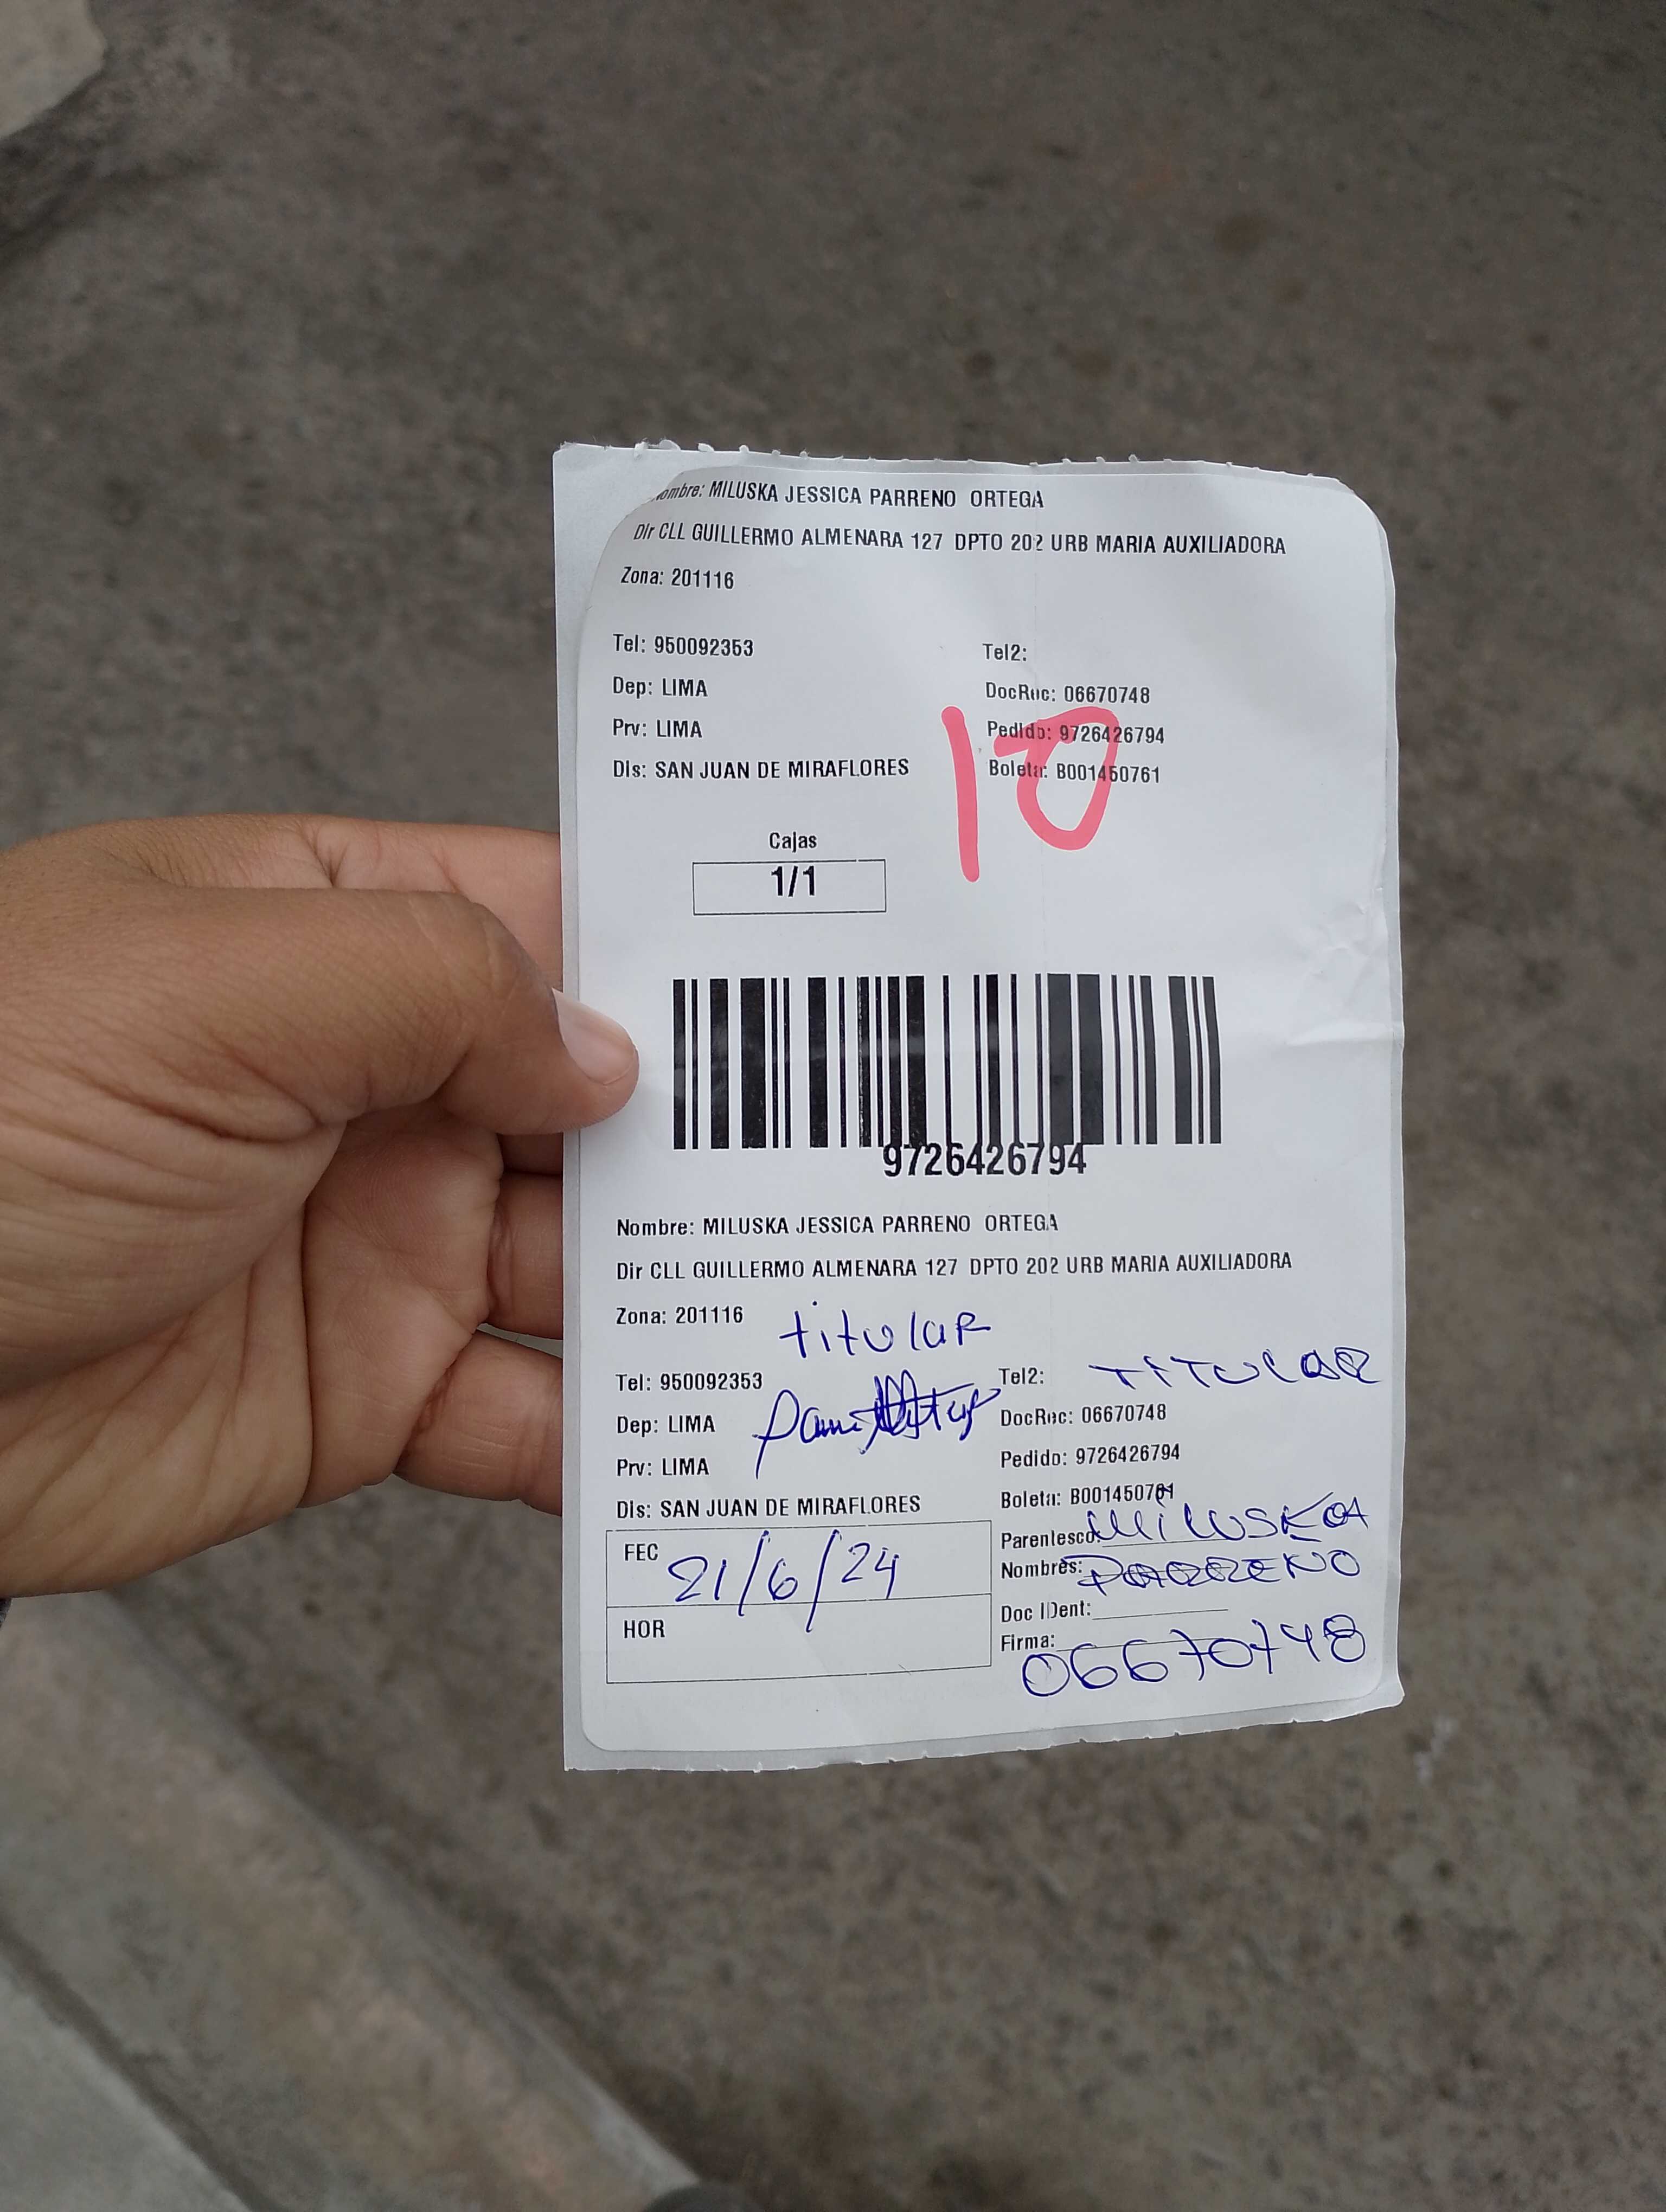 ombre: MILUSKA JESSICA PARRENO ORTEGA
Dir CLL GUILLERMO ALMENARA 127 DPTO 202 URB MARIA AUXILIADORA
Zona: 201116
Tel: 950092353 Tel2:
Dep: LIMA DocRec: 06670748
Prv: LIMA Pedido: 9726426794
Dis: SAN JUAN DE MIRAFLORES Boleta: B001450761
10
Cajas
1/1
9726426794
Nombre: MILUSKA JESSICA PARRENO ORTEGA
Dir CLL GUILLERMO ALMENARA 127 DPTO 202 URB MARIA AUXILIADORA
Zona: 201116 titular
Tel: 950092353 Tel2: TITULAR
Dep: LIMA DocRec: 06670748
Prv: LIMA Pedido: 9726426794
Dis: SAN JUAN DE MIRAFLORES Boleta: B001450761
FEC 21/6/24
HOR
Parentesco: MILUSKA
Nombres: PARRENO
Doc IDent:
Firma: 06670748